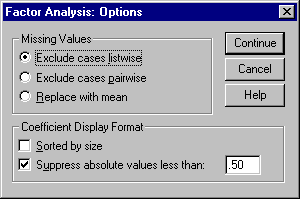 Factor Analysis: Options
Missing Values
Exclude cases listwise
Exclude cases pairwise
Replace with mean
Continue
Cancel
Help
Coefficient Display Format
Sorted by size
Suppress absolute values less than: .50